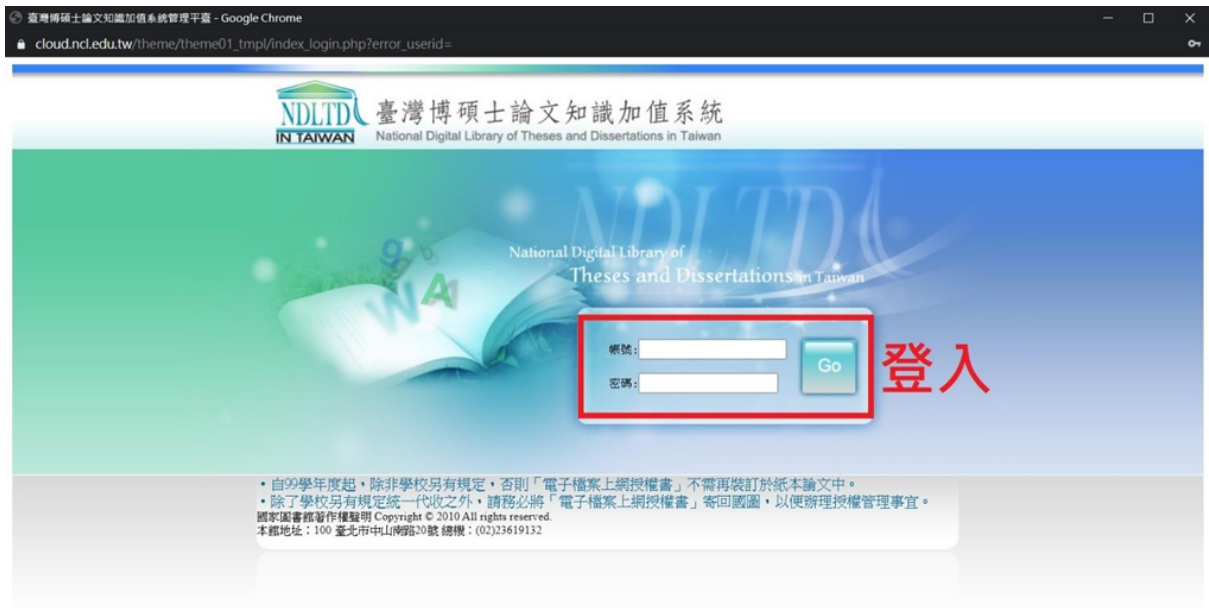 臺灣博碩士論文知識加值系統管理平臺 - Google Chrome
cloud.ncl.edu.tw/theme/theme01_tmpl/index_login.php?error_userid=
NDLTD
IN TAIWAN
臺灣博碩士論文知識加值系統
National Digital Library of Theses and Dissertations in Taiwan
NDLTD
National Digital Library of
Theses and Dissertations in Taiwan
g b
W A
帳號:
密碼:
Go
登入
•自99學年度起,除非學校另有規定,否則「電子檔案上網授權書」不需再裝訂於紙本論文中。
•除了學校另有規定統一代收之外,請務必將「電子檔案上網授權書」寄回國圖,以便辦理授權管理事宜。
國家圖書館著作權聲明 Copyright © 2010 All rights reserved.
本館地址:100 臺北市中山南路20號 總機:(02)23619132